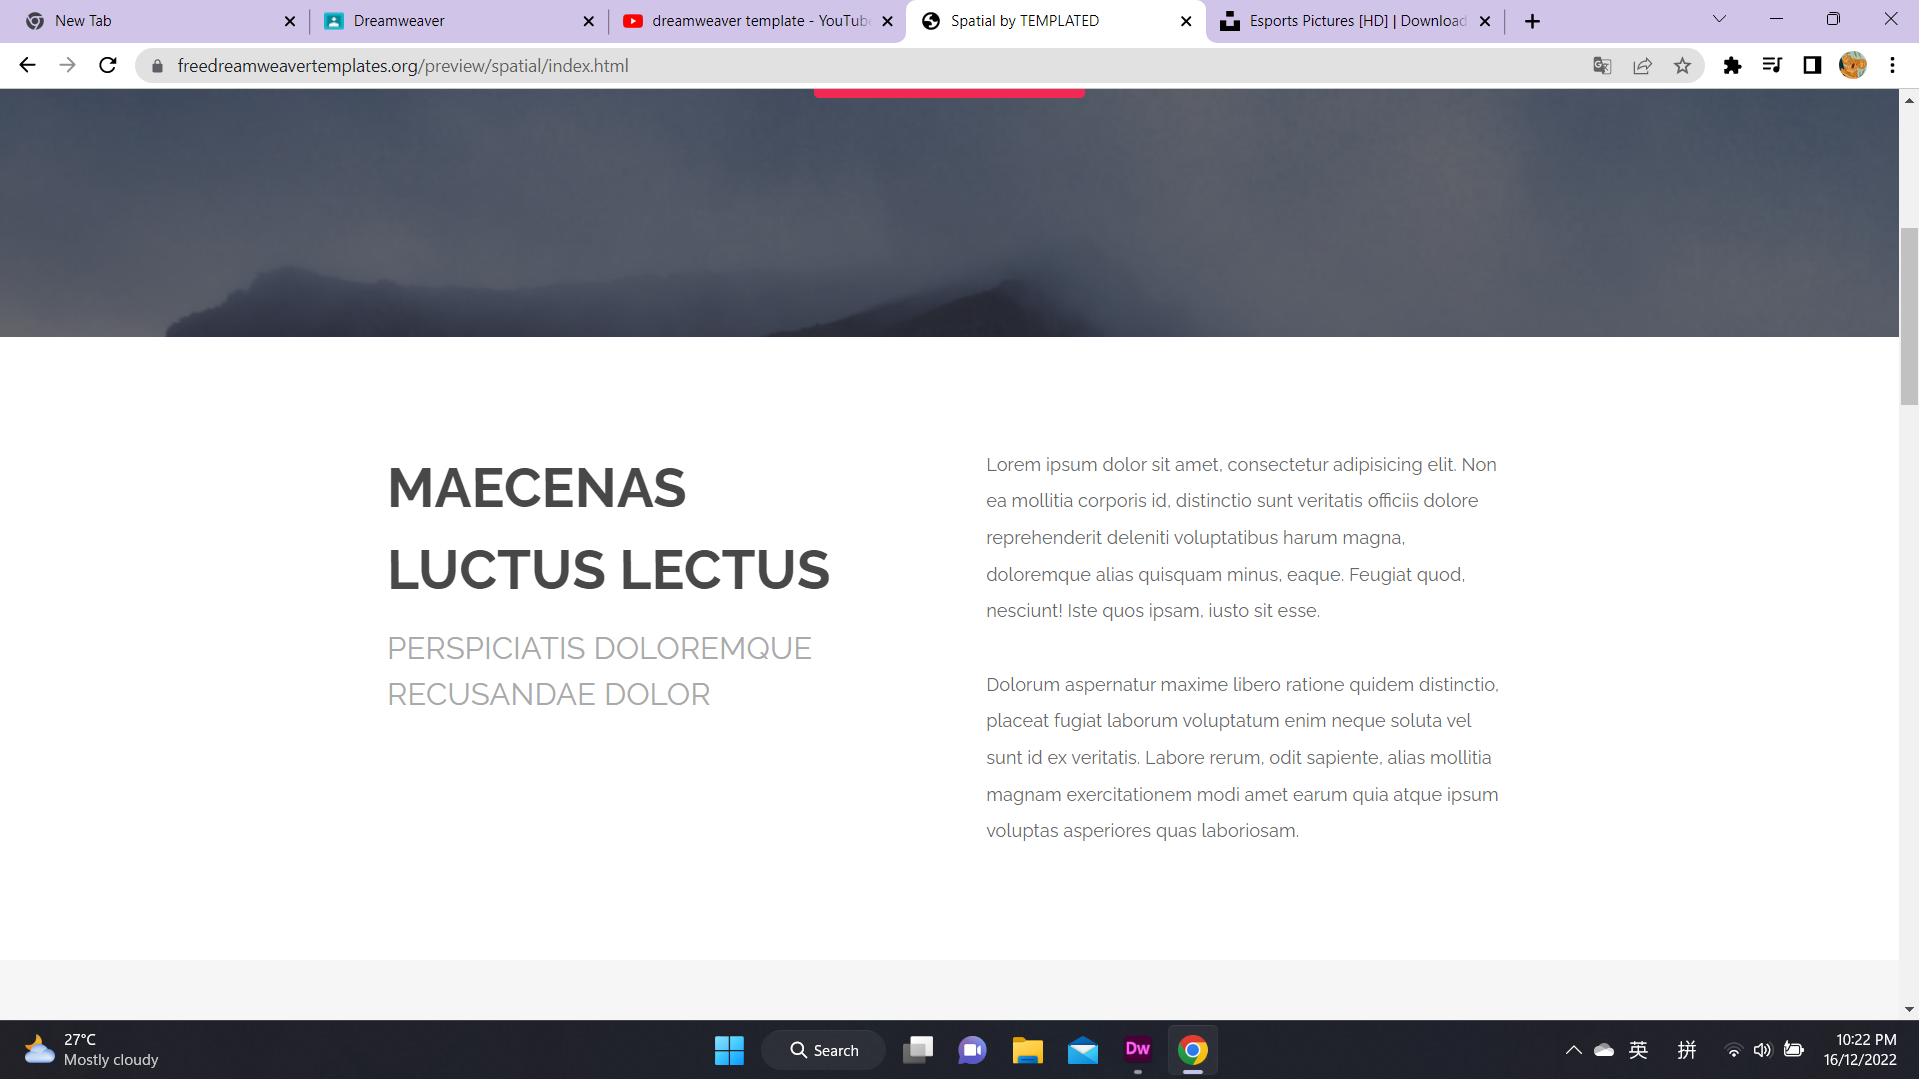 New Tab
Dreamweaver
dreamweaver template - YouTube
Spatial by TEMPLATED
Esports Pictures [HD] | Download
freedreamweavertemplates.org/preview/spatial/index.html
MAECENAS
LUCTUS LECTUS
PERSPICIATIS DOLOREMQUE
RECUSANDAE DOLOR
Lorem ipsum dolor sit amet, consectetur adipisicing elit. Non
ea mollitia corporis id, distinctio sunt veritatis officiis dolore
reprehenderit deleniti voluptatibus harum magna,
doloremque alias quisquam minus, eaque. Feugiat quod,
nesciunt! Iste quos ipsam, iusto sit esse.
Dolorum aspernatur maxime libero ratione quidem distinctio,
placeat fugiat laborum voluptatum enim neque soluta vel
sunt id ex veritatis. Labore rerum, odit sapiente, alias mollitia
magnam exercitationem modi amet earum quia atque ipsum
voluptas asperiores quas laboriosam.
27°C
Mostly cloudy
Search
Dw
英 拼
10:22 PM
16/12/2022